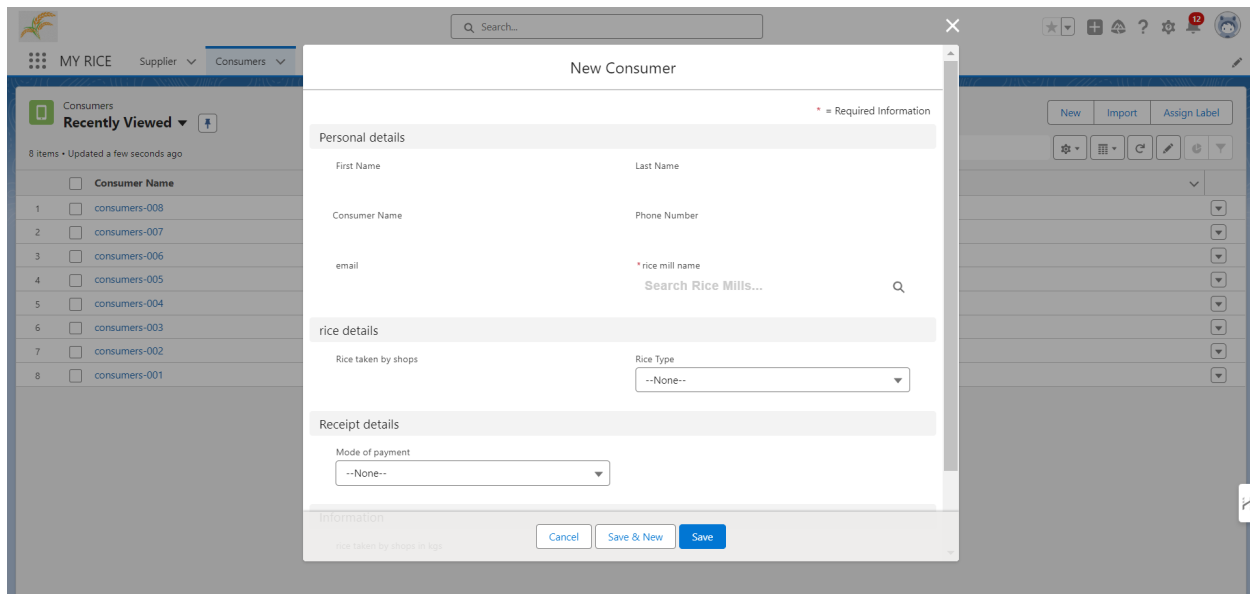 Search...
12
MY RICE Supplier Consumers
New Consumer
* = Required Information
Consumers
Recently Viewed
New Import Assign Label
8 items • Updated a few seconds ago
Personal details
First Name Last Name
Consumer Name
Consumer Name Phone Number
1 consumers-008
2 consumers-007
3 consumers-006
4 consumers-005
5 consumers-004
6 consumers-003
7 consumers-002
8 consumers-001
email * rice mill name
Search Rice Mills...
rice details
Rice taken by shops Rice Type
--None--
Receipt details
Mode of payment
--None--
Information
rice taken by shops in kgs
Cancel Save & New Save